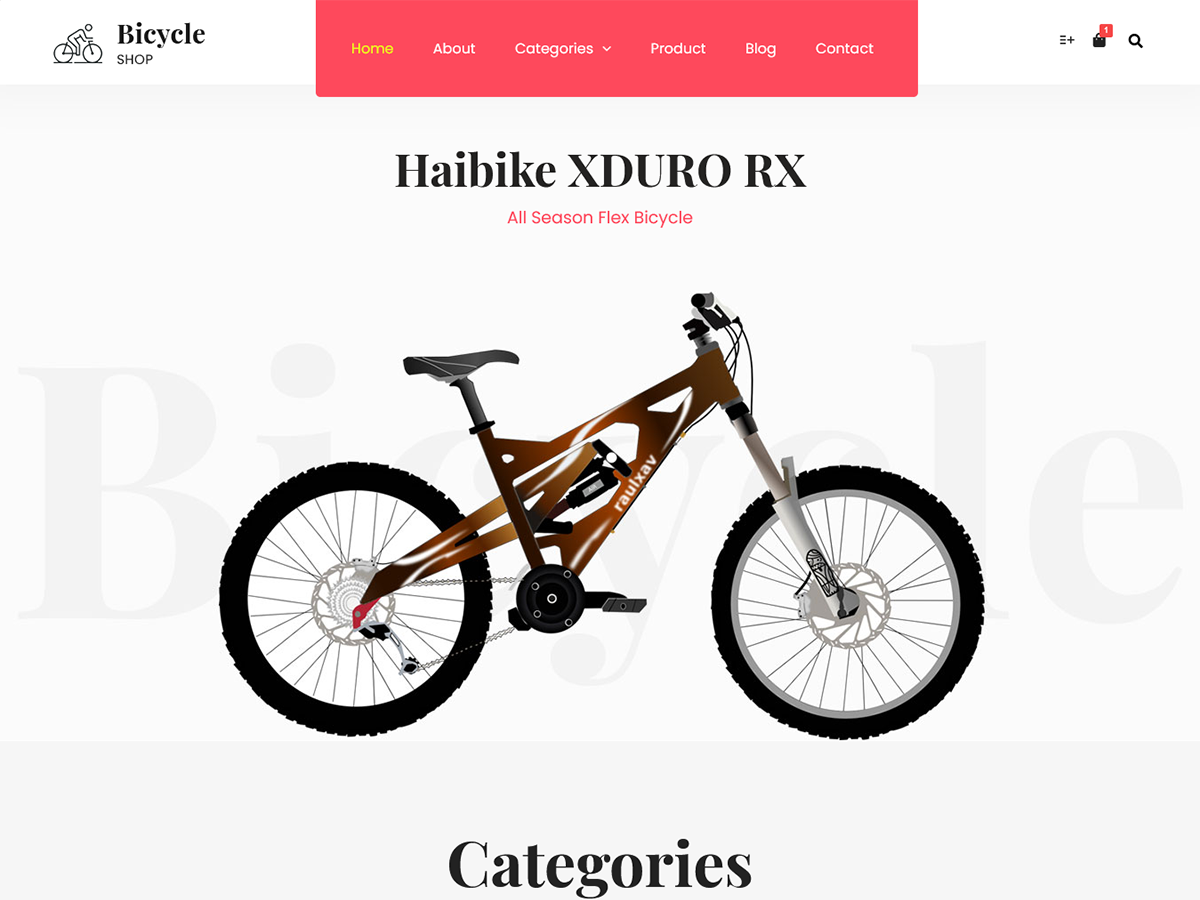 Bicycle
SHOP
Home About Categories Product Blog Contact
1
Haibike XDURO RX
All Season Flex Bicycle
Bicycle
raulxav
Categories